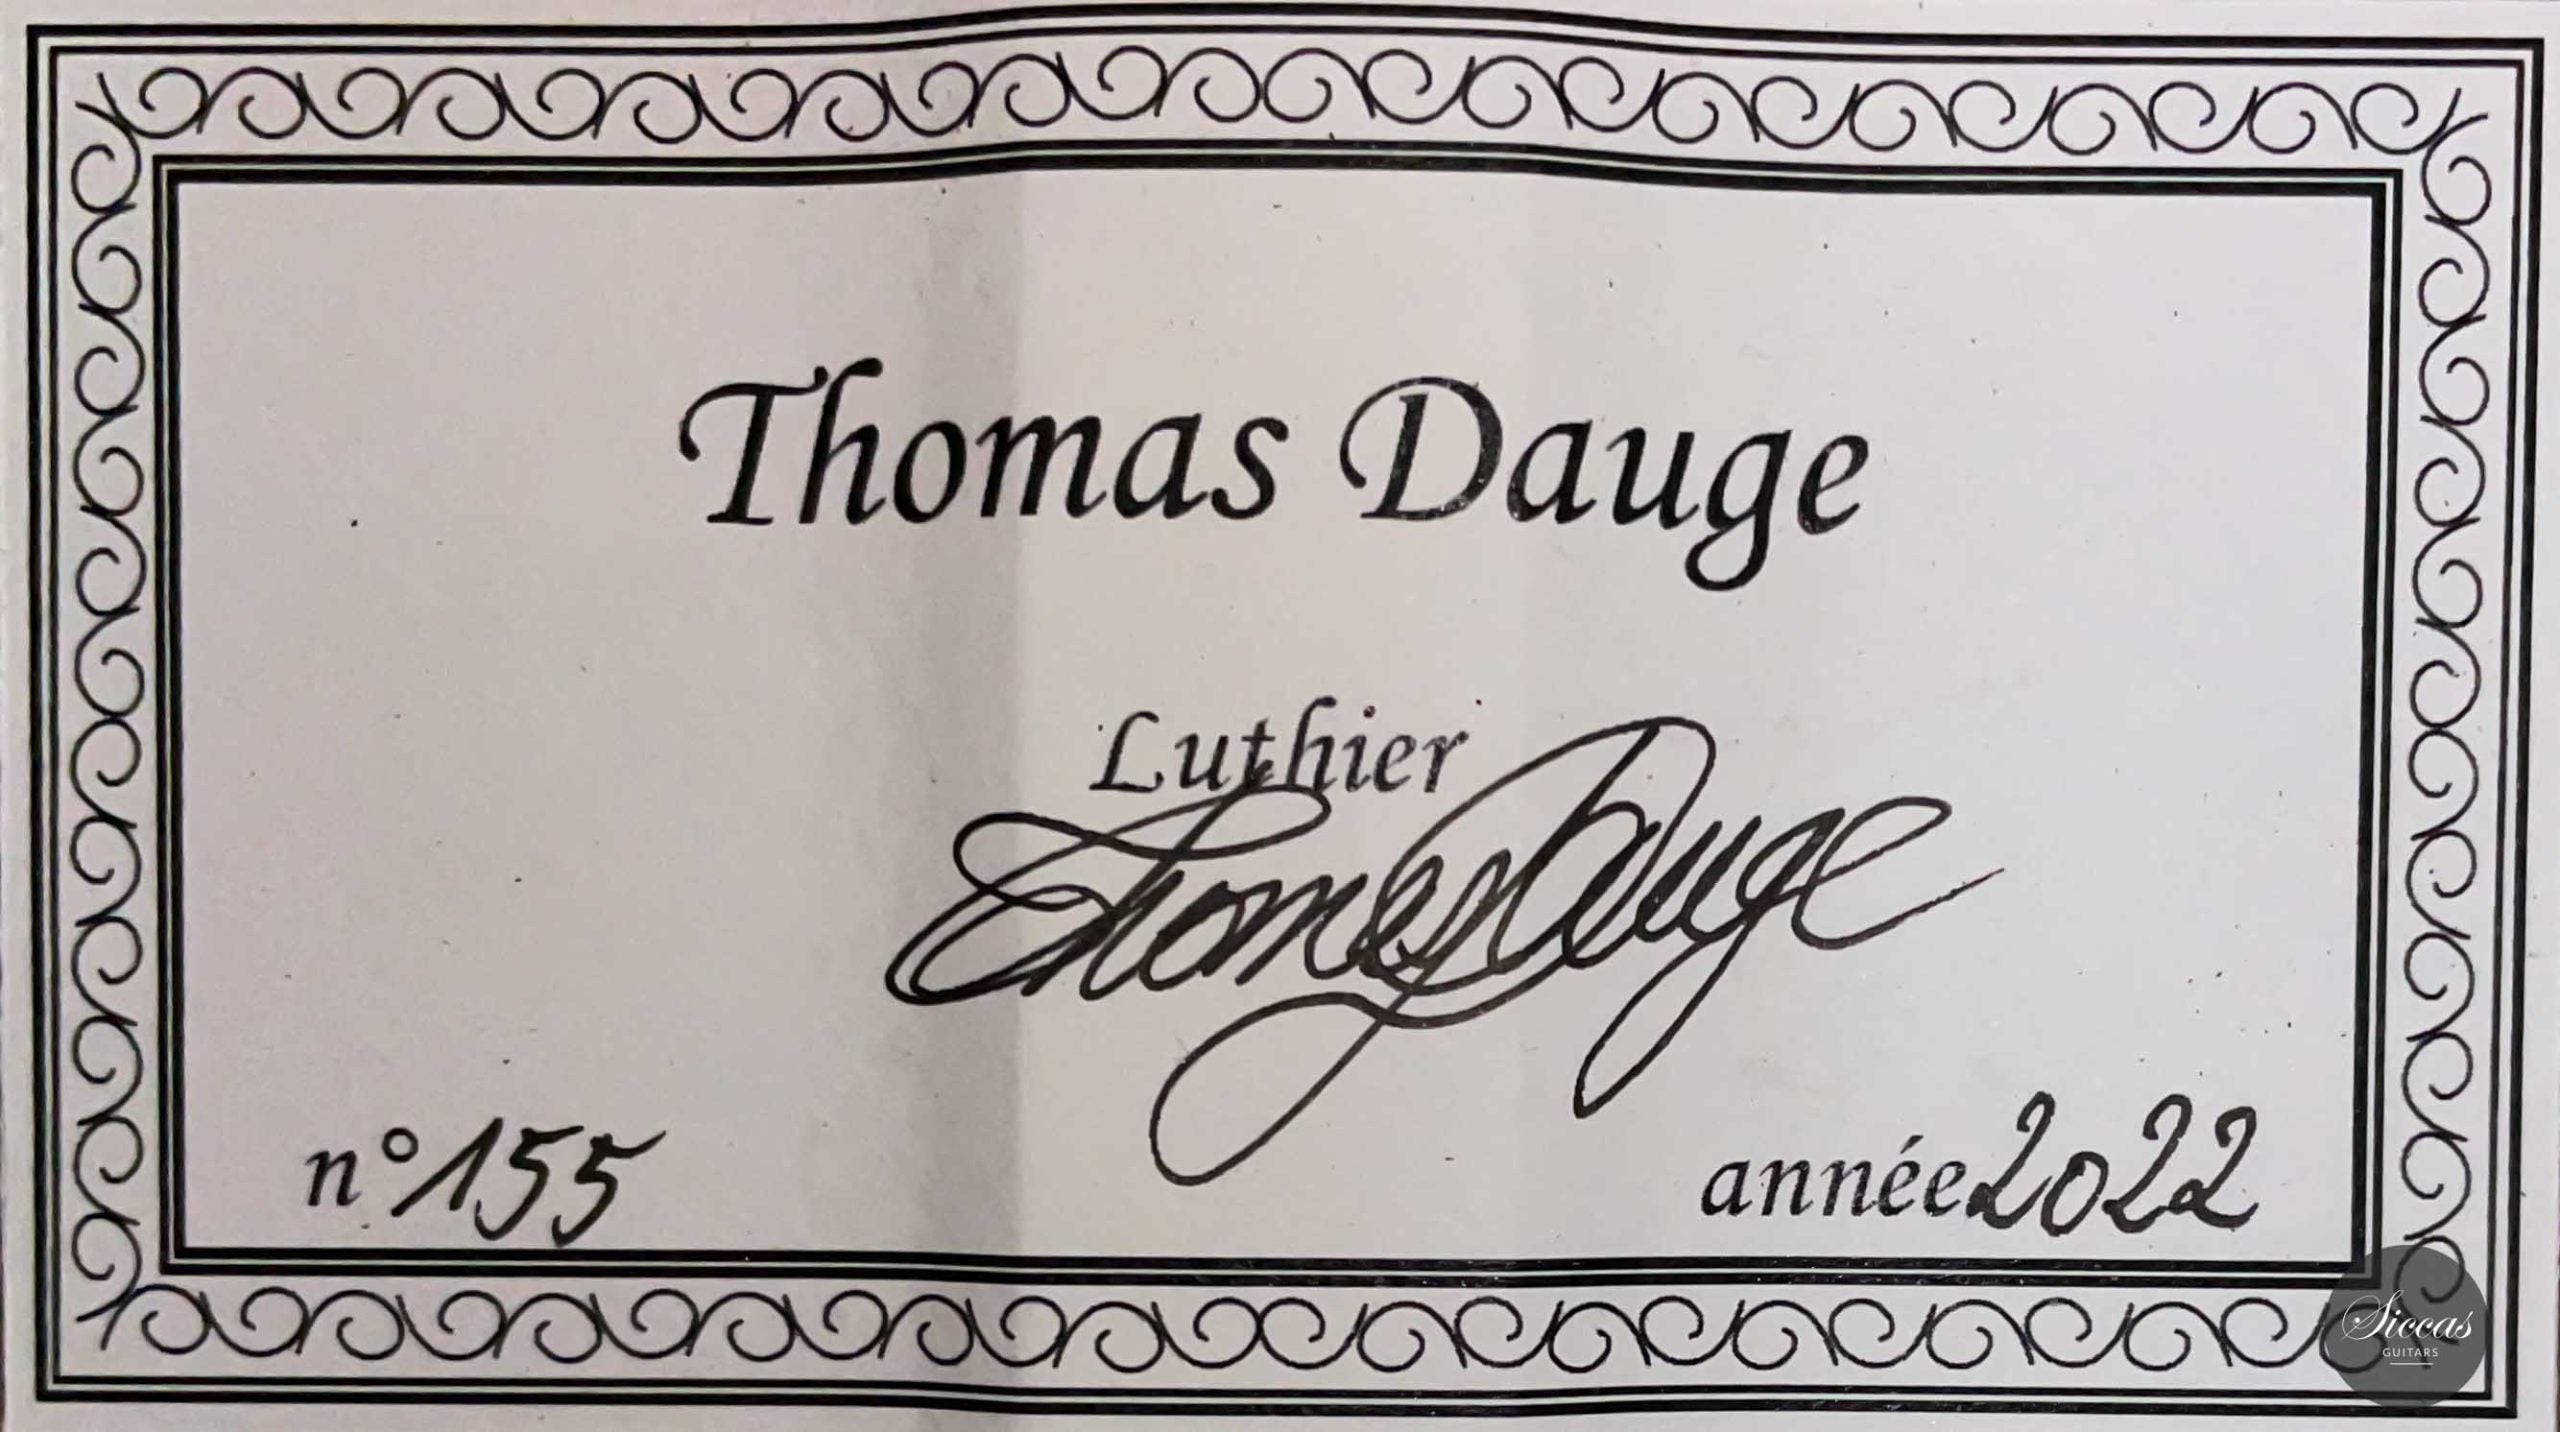 Thomas Dauge
Luthier
Thomas Dauge
n° 155
année 2022
Siccas
GUITARS